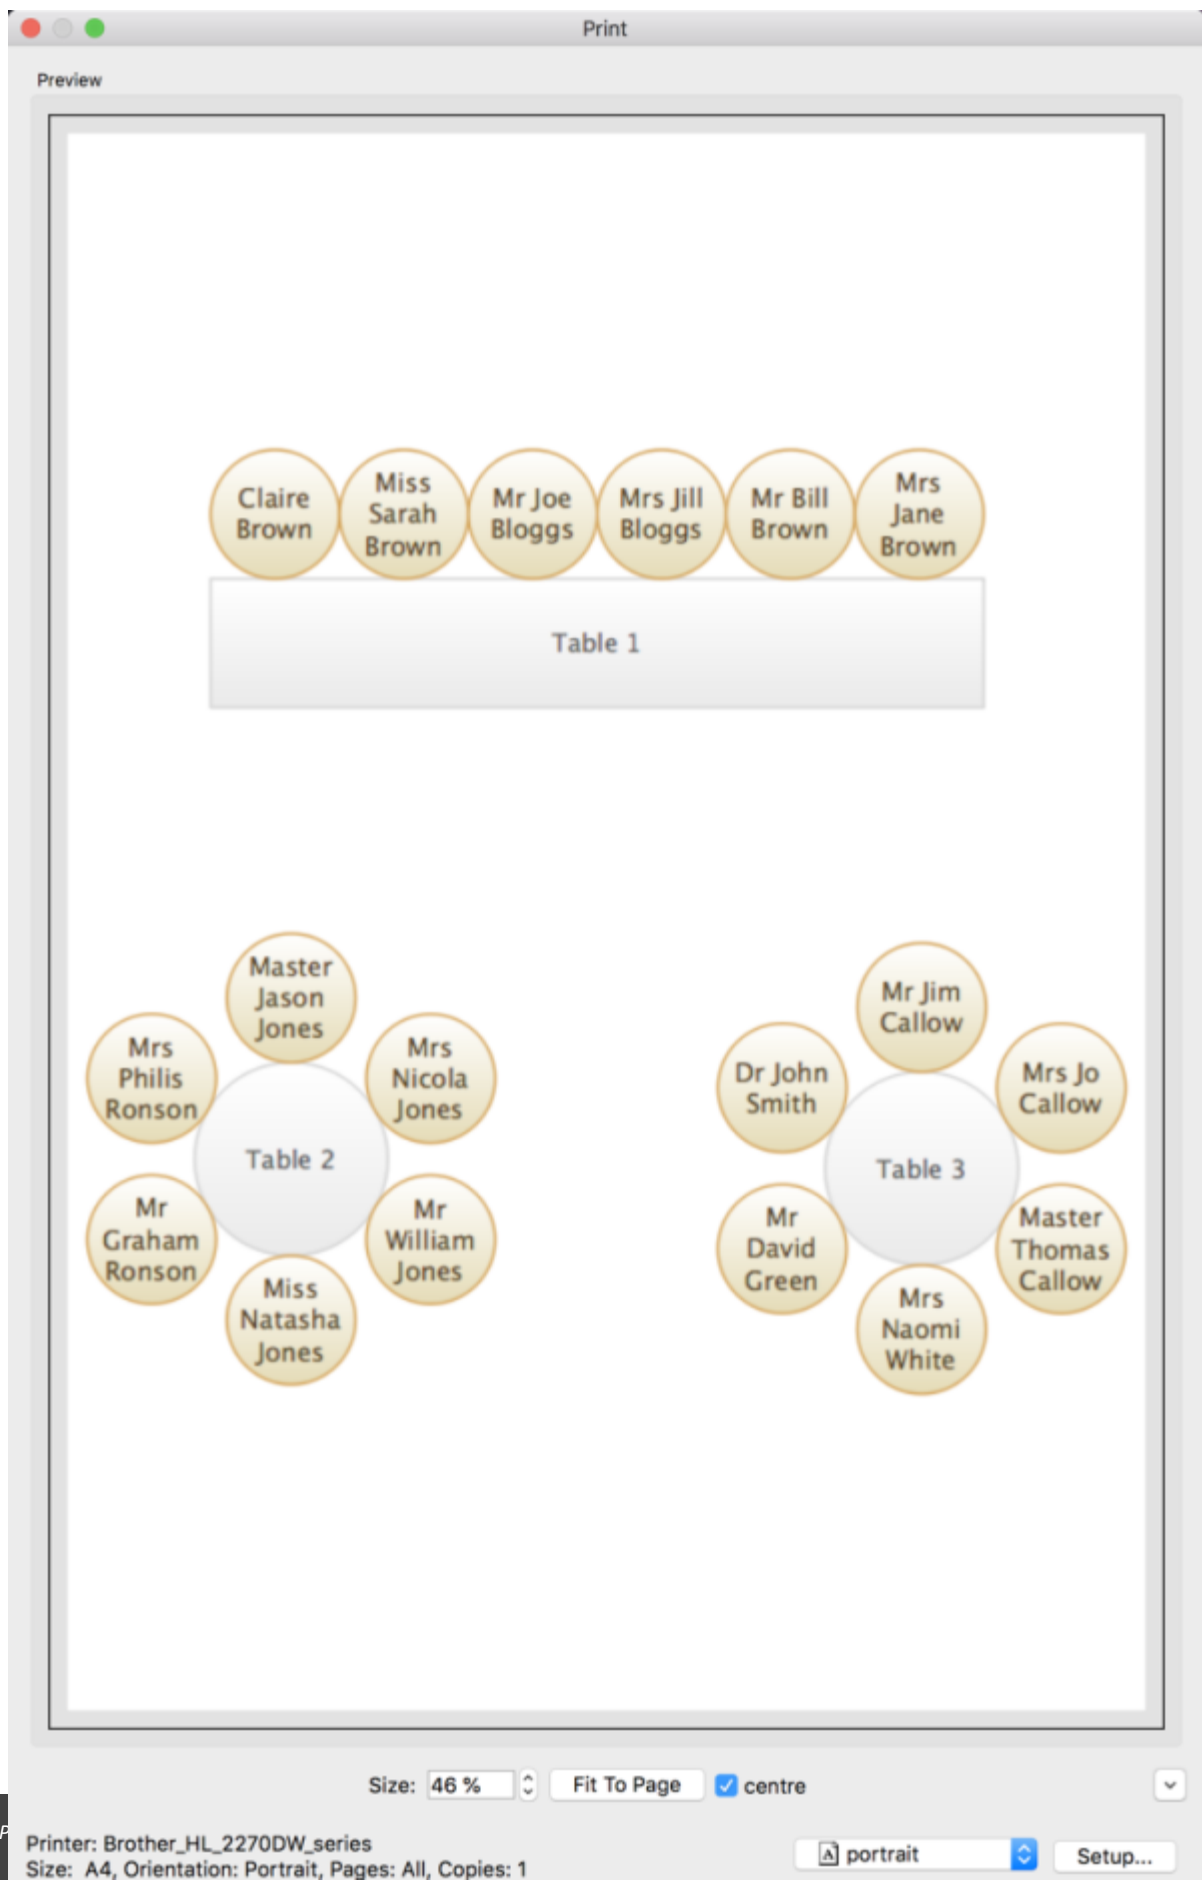 Print
Preview
Claire
Brown
Miss
Sarah
Brown
Mr Joe
Bloggs
Mrs Jill
Bloggs
Mr Bill
Brown
Mrs
Jane
Brown
Table 1
Master
Jason
Jones
Mrs
Philis
Ronson
Mrs
Nicola
Jones
Table 2
Mr
Graham
Ronson
Mr
William
Jones
Miss
Natasha
Jones
Mr Jim
Callow
Dr John
Smith
Mrs Jo
Callow
Table 3
Mr
David
Green
Master
Thomas
Callow
Mrs
Naomi
White
Size: 46 % Fit To Page centre
P
Printer: Brother_HL_2270DW_series
portrait Setup...
Size: A4, Orientation: Portrait, Pages: All, Copies: 1